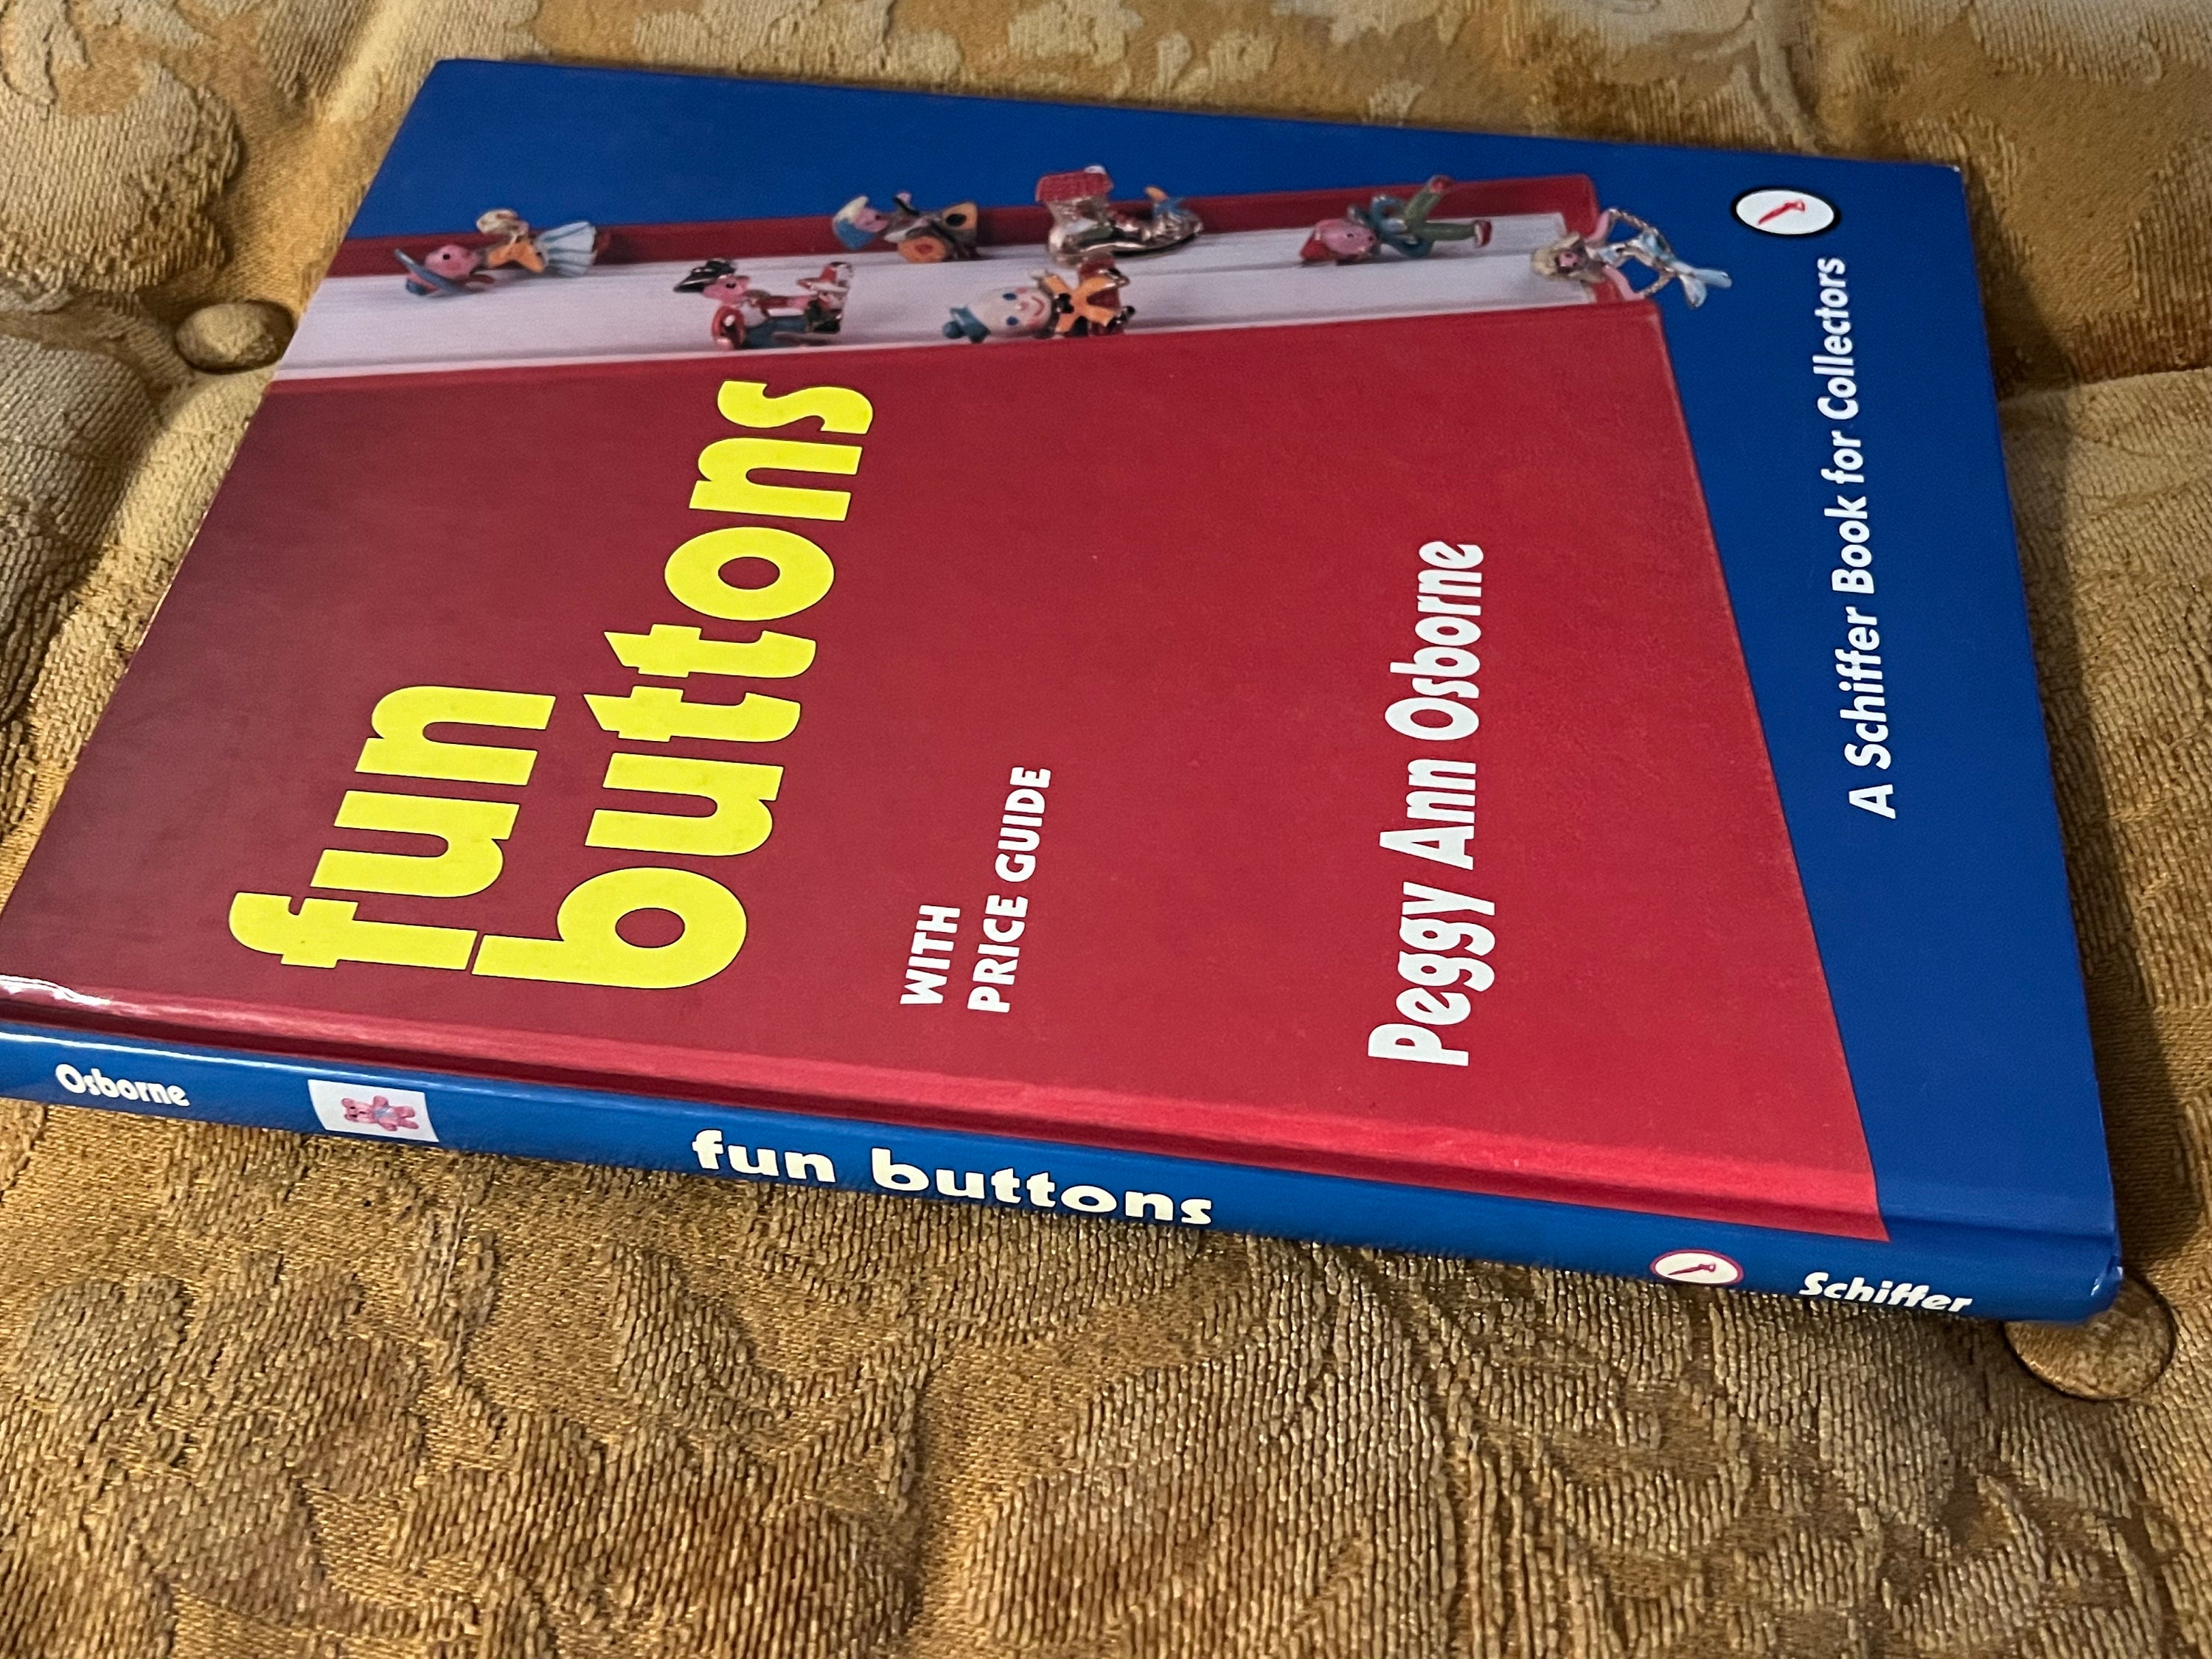 fun
buttons
WITH
PRICE GUIDE
Peggy Ann Osborne
A Schiffer Book for Collectors
Osborne
fun buttons
Schiffer